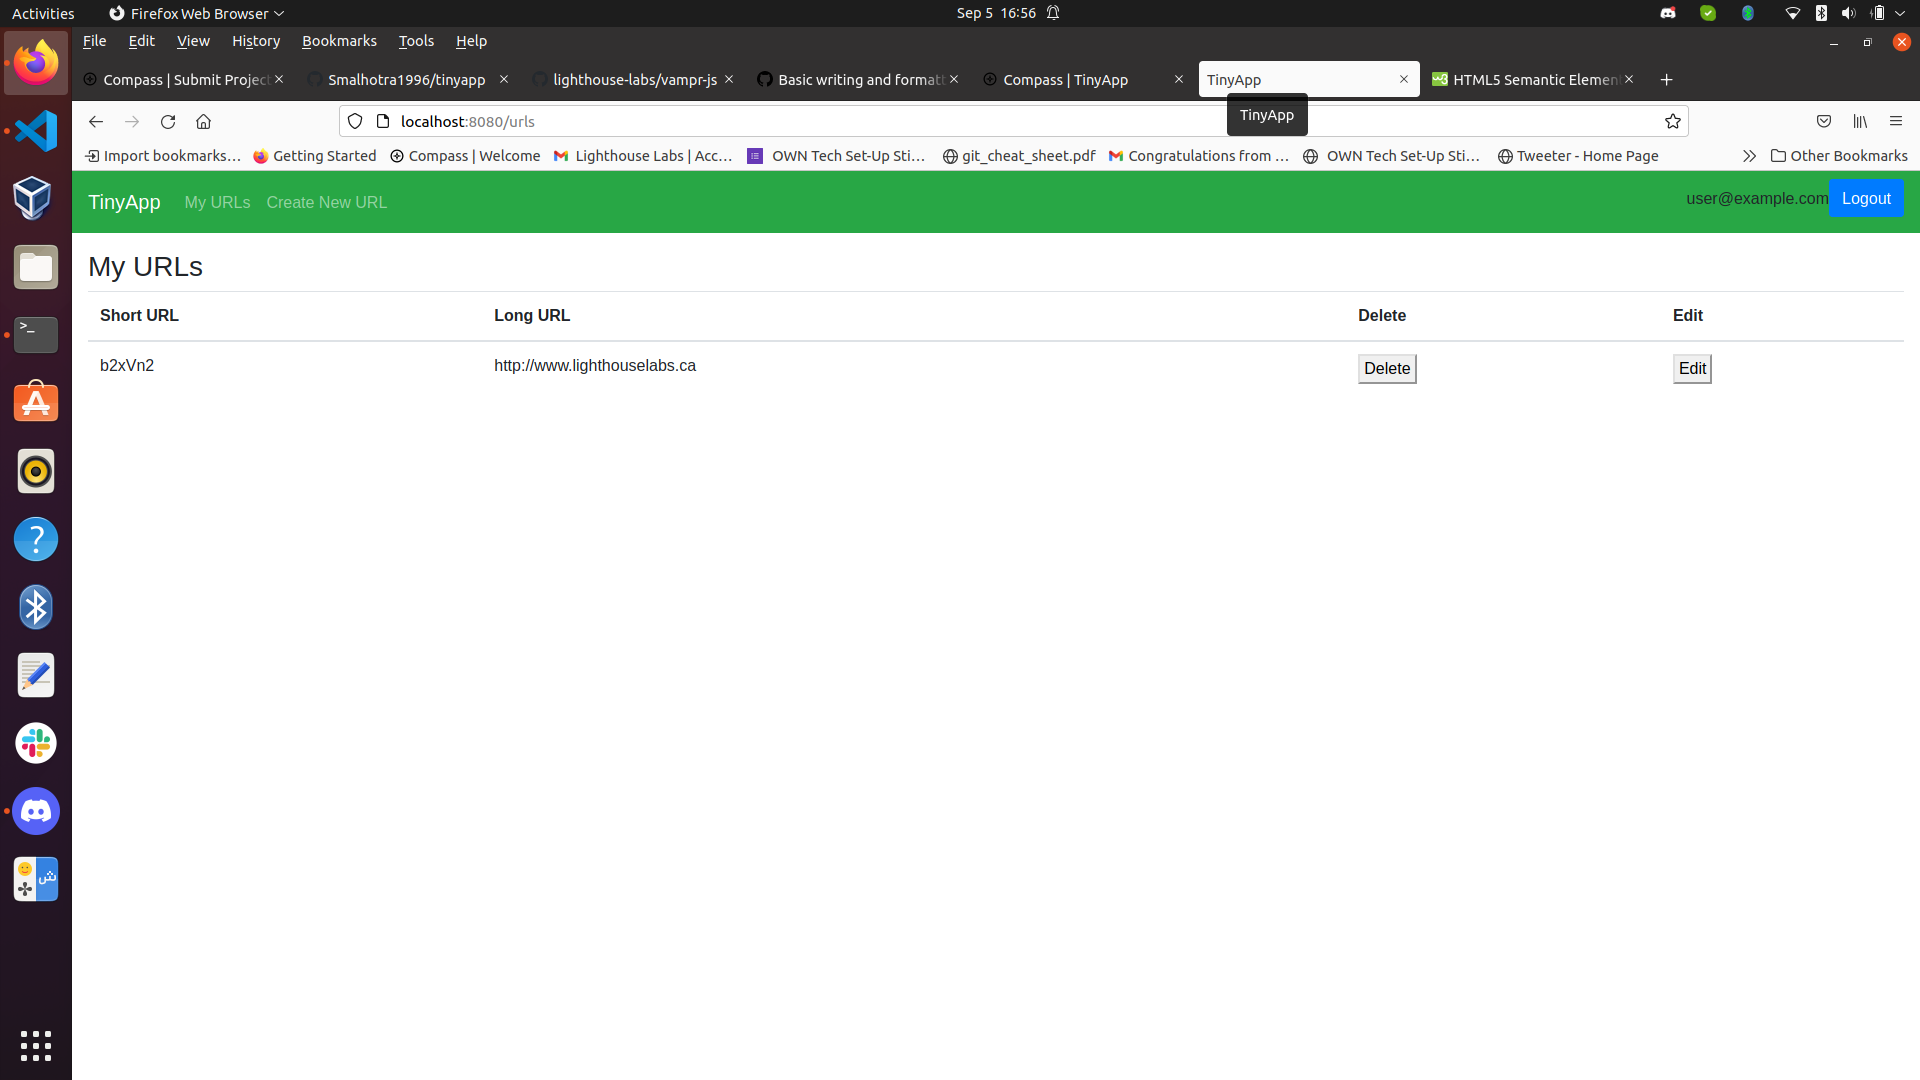 Activities Firefox Web Browser Sep 5 16:56
File Edit View History Bookmarks Tools Help
Compass | Submit Project Smalhotra1996/tinyapp lighthouse-labs/vampr-js Basic writing and formatt Compass | TinyApp TinyApp HTML5 Semantic Elemen
localhost:8080/urls
TinyApp
Import bookmarks... Getting Started Compass | Welcome Lighthouse Labs | Acc... OWN Tech Set-Up Sti... git_cheat_sheet.pdf Congratulations from ... OWN Tech Set-Up Sti... Tweeter - Home Page Other Bookmarks
TinyApp My URLs Create New URL user@example.com Logout
My URLs
Short URL Long URL Delete Edit
b2xVn2 http://www.lighthouselabs.ca Delete Edit